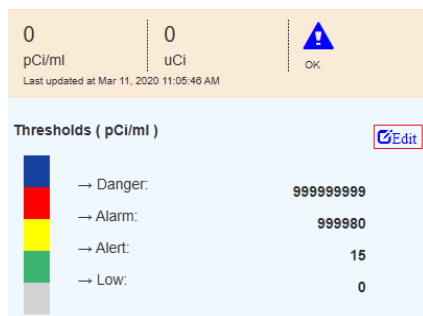 0 0
pCi/ml uCi OK
Last updated at Mar 11, 2020 11:05:46 AM
Thresholds ( pCi/ml )
Edit
→ Danger: 999999999
→ Alarm: 999980
→ Alert: 15
→ Low: 0